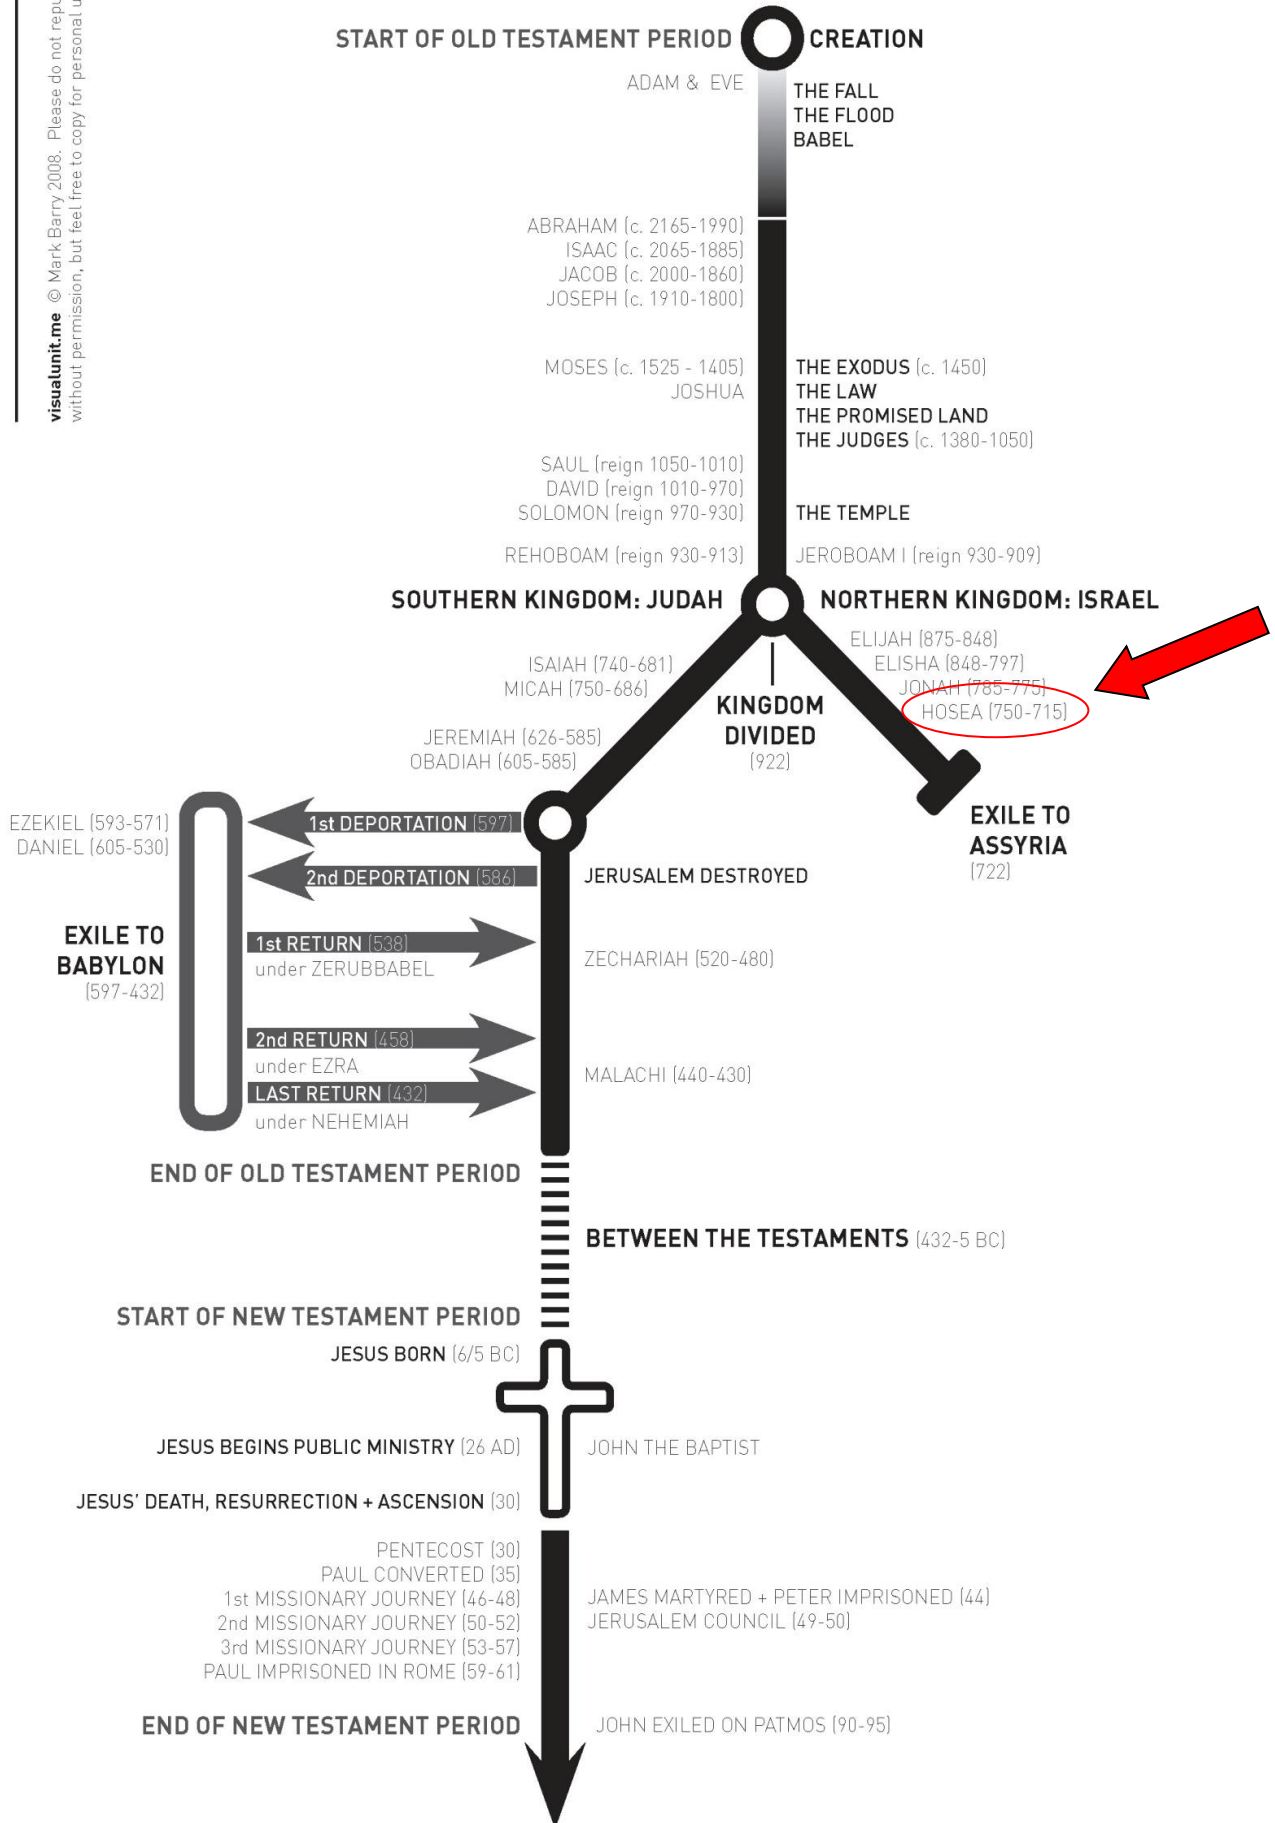 visualunit.me © Mark Barry 2008. Please do not
without permission, but feel free to copy for personal
START OF OLD TESTAMENT PERIOD
CREATION
ADAM & EVE
THE FALL
THE FLOOD
BABEL
ABRAHAM (c. 2165-1990)
ISAAC (c. 2065-1885)
JACOB (c. 2000-1860)
JOSEPH (c. 1910-1800)
MOSES (c. 1525 - 1405)
JOSHUA
THE EXODUS (c. 1450)
THE LAW
THE PROMISED LAND
THE JUDGES (c. 1380-1050)
SAUL (reign 1050-1010)
DAVID (reign 1010-970)
SOLOMON (reign 970-930)
THE TEMPLE
REHOBOAM (reign 930-913)
JEROBOAM I (reign 930-909)
SOUTHERN KINGDOM: JUDAH
NORTHERN KINGDOM: ISRAEL
ELIJAH (875-848)
ELISHA (848-797)
JONAH (785-775)
HOSEA (750-715)
ISAIAH (740-681)
MICAH (750-686)
KINGDOM
DIVIDED
(922)
JEREMIAH (626-585)
OBADIAH (605-585)
EXILE TO
ASSYRIA
(722)
EZEKIEL (593-571)
DANIEL (605-530)
1st DEPORTATION (597)
2nd DEPORTATION (586)
JERUSALEM DESTROYED
EXILE TO
BABYLON
(597-432)
1st RETURN (538)
under ZERUBBABEL
ZECHARIAH (520-480)
2nd RETURN (458)
under EZRA
LAST RETURN (432)
under NEHEMIAH
MALACHI (440-430)
END OF OLD TESTAMENT PERIOD
BETWEEN THE TESTAMENTS (432-5 BC)
START OF NEW TESTAMENT PERIOD
JESUS BORN (6/5 BC)
JESUS BEGINS PUBLIC MINISTRY (26 AD)
JOHN THE BAPTIST
JESUS' DEATH, RESURRECTION + ASCENSION (30)
PENTECOST (30)
PAUL CONVERTED (35)
1st MISSIONARY JOURNEY (46-48)
2nd MISSIONARY JOURNEY (50-52)
3rd MISSIONARY JOURNEY (53-57)
PAUL IMPRISONED IN ROME (59-61)
JAMES MARTYRED + PETER IMPRISONED (44)
JERUSALEM COUNCIL (49-50)
END OF NEW TESTAMENT PERIOD
JOHN EXILED ON PATMOS (90-95)